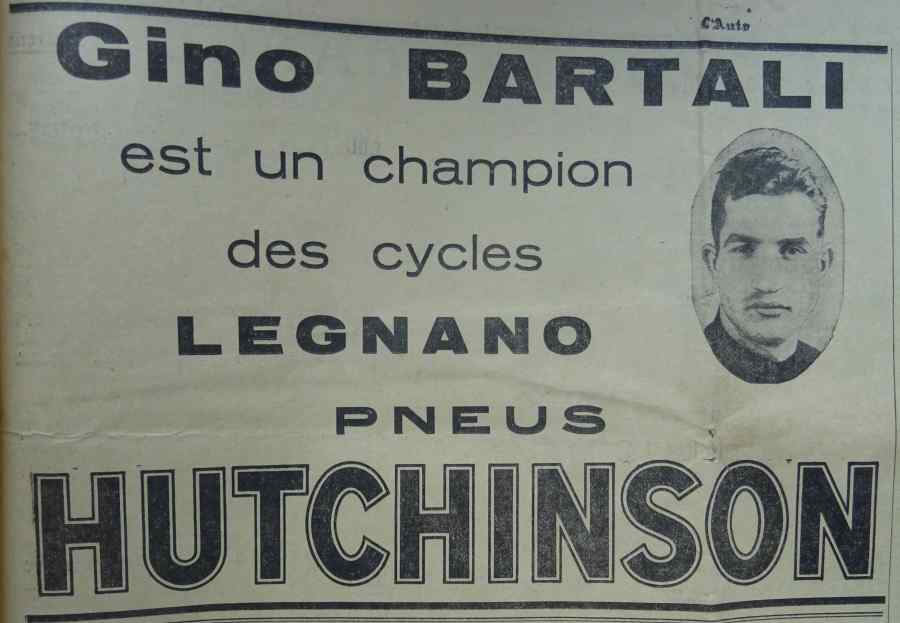 L'Auto
Gino BARTALI
est un champion
des cycles
LEGNANO
PNEUS
HUTCHINSON